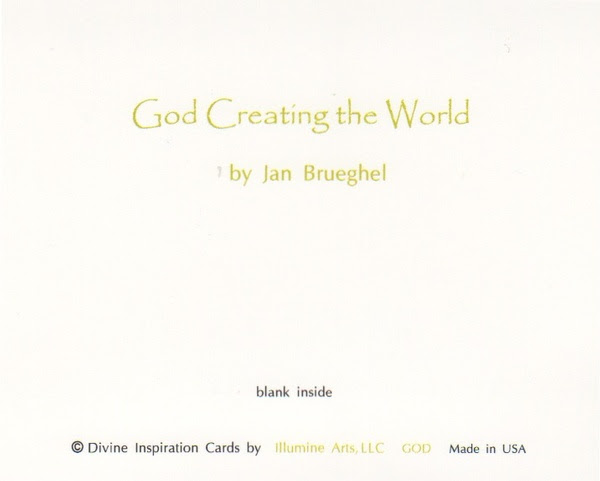 God Creating the World
by Jan Brueghel
blank inside
© Divine Inspiration Cards by Illumine Arts, LLC GOD Made in USA